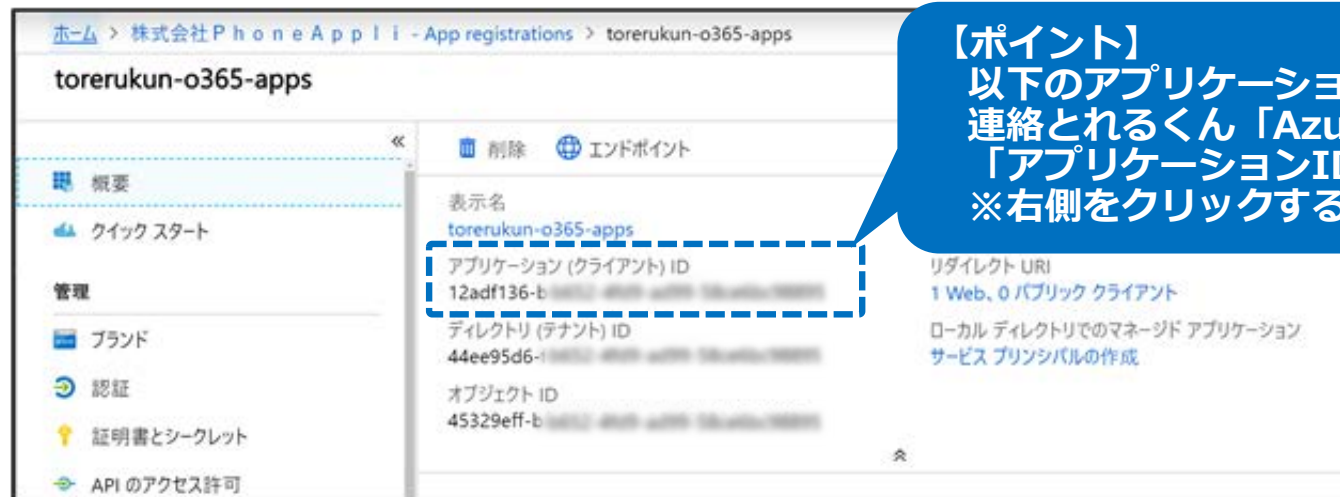 ホーム > 株式会社ＰｈｏｎｅＡｐｐｌｉ - App registrations > torerukun-o365-apps
torerukun-o365-apps
【ポイント】
以下のアプリケーショ
連絡とれるくん「Azu
「アプリケーションID
※右側をクリックする
«
概要
クイック スタート
管理
ブランド
認証
証明書とシークレット
API のアクセス許可
削除 エンドポイント
表示名
torerukun-o365-apps
アプリケーション (クライアント) ID
12adf136-b
ディレクトリ (テナント) ID
44ee95d6-
オブジェクト ID
45329eff-b
リダイレクト URI
1 Web、0 パブリック クライアント
ローカル ディレクトリでのマネージド アプリケーション
サービス プリンシパルの作成